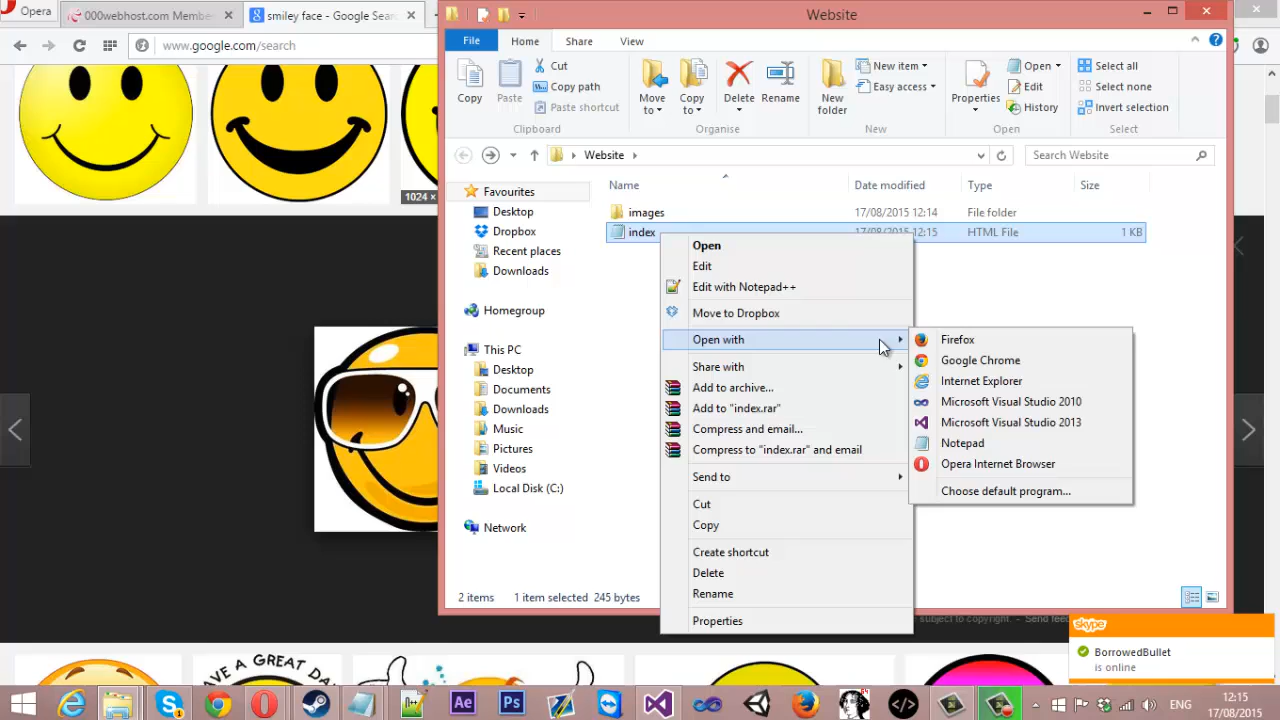 Opera
000webhost.com Membe
smiley face - Google Sear
www.google.com/search
1024 ×
AVE A GREAT DA
Website
File Home Share View
Copy
Paste
Cut
Copy path
Paste shortcut
Move to
Copy to
Delete
Rename
New folder
New item
Easy access
Properties
Open
Edit
History
Select all
Select none
Invert selection
Clipboard Organise New Open Select
Website
Search Website
Name Date modified Type Size
images 17/08/2015 12:14 File folder
index 17/08/2015 12:15 HTML File 1 KB
Favourites
Desktop
Dropbox
Recent places
Downloads
Homegroup
This PC
Desktop
Documents
Downloads
Music
Pictures
Videos
Local Disk (C:)
Network
2 items 1 item selected 245 bytes
Open
Edit
Edit with Notepad++
Move to Dropbox
Open with
Share with
Add to archive...
Add to "index.rar"
Compress and email...
Compress to "index.rar" and email
Send to
Cut
Copy
Create shortcut
Delete
Rename
Properties
Firefox
Google Chrome
Internet Explorer
Microsoft Visual Studio 2010
Microsoft Visual Studio 2013
Notepad
Opera Internet Browser
Choose default program...
subject to copyright. - Send feed
skype
BorrowedBullet
is online
Ae
Ps
ENG
12:15
17/08/2015